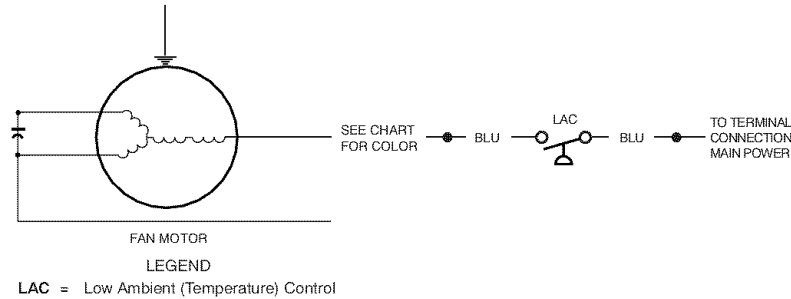 LAC
SEE CHART
FOR COLOR
BLU
BLU
TO TERMINAL
CONNECTION
MAIN POWER
FAN MOTOR
LEGEND
LAC = Low Ambient (Temperature) Control